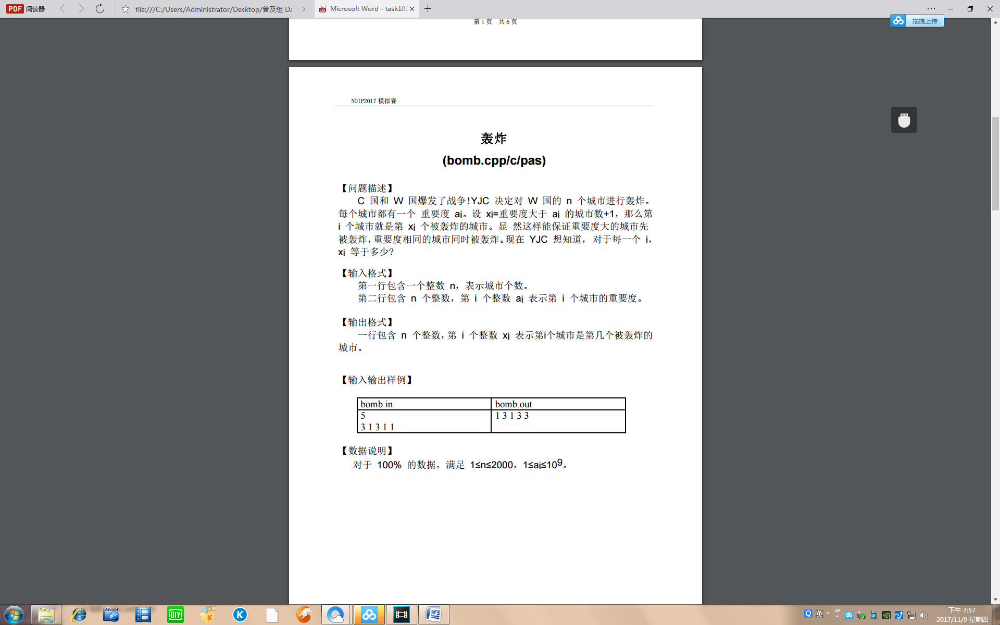 PDF 阅读器
file:///C:/Users/Administrator/Desktop/普及组 Da
Microsoft Word - task102
拖拽上传
第 1 页 共 6 页
NOIP2017 模拟赛
轰炸
(bomb.cpp/c/pas)
【问题描述】
C 国和 W 国爆发了战争!YJC 决定对 W 国的 n 个城市进行轰炸。
每个城市都有一个 重要度 ai。设 xi=重要度大于 ai 的城市数+1，那么第
i 个城市就是第 xi 个被轰炸的城市。显 然这样能保证重要度大的城市先
被轰炸，重要度相同的城市同时被轰炸。现在 YJC 想知道，对于每一个 i，
xi 等于多少?
【输入格式】
第一行包含一个整数 n，表示城市个数。
第二行包含 n 个整数，第 i 个整数 ai 表示第 i 个城市的重要度。
【输出格式】
一行包含 n 个整数，第 i 个整数 xi 表示第i个城市是第几个被轰炸的
城市。
【输入输出样例】
bomb.in bomb.out
5 1 3 1 3 3
3 1 3 1 1
【数据说明】
对于 100% 的数据，满足 1≤n≤2000，1≤ai≤10⁹。
iQIYI
无损
英
下午 7:57
2017/11/9 星期四